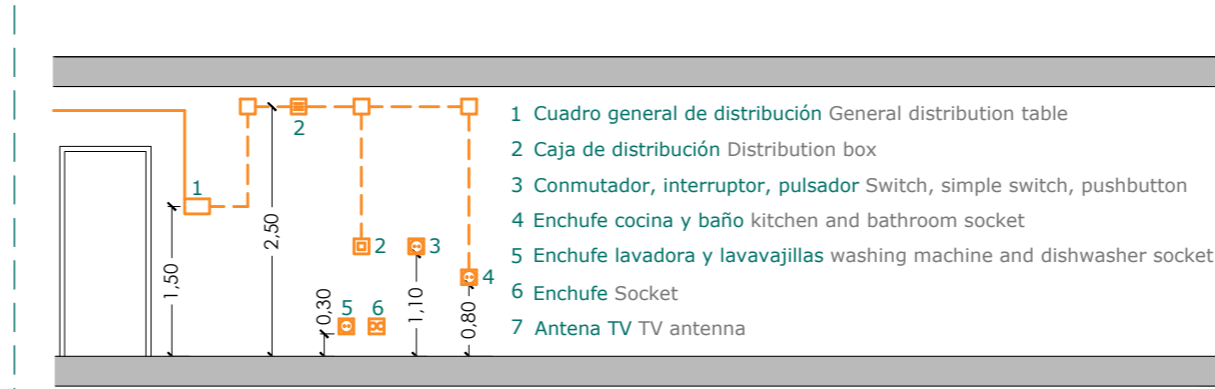 1 Cuadro general de distribución General distribution table
2 Caja de distribución Distribution box
3 Conmutador, interruptor, pulsador Switch, simple switch, pushbutton
4 Enchufe cocina y baño kitchen and bathroom socket
5 Enchufe lavadora y lavavajillas washing machine and dishwasher socket
6 Enchufe Socket
7 Antena TV TV antenna
2
1
2,50
2
3
4
1,50
0,30
5
6
1,10
0,80